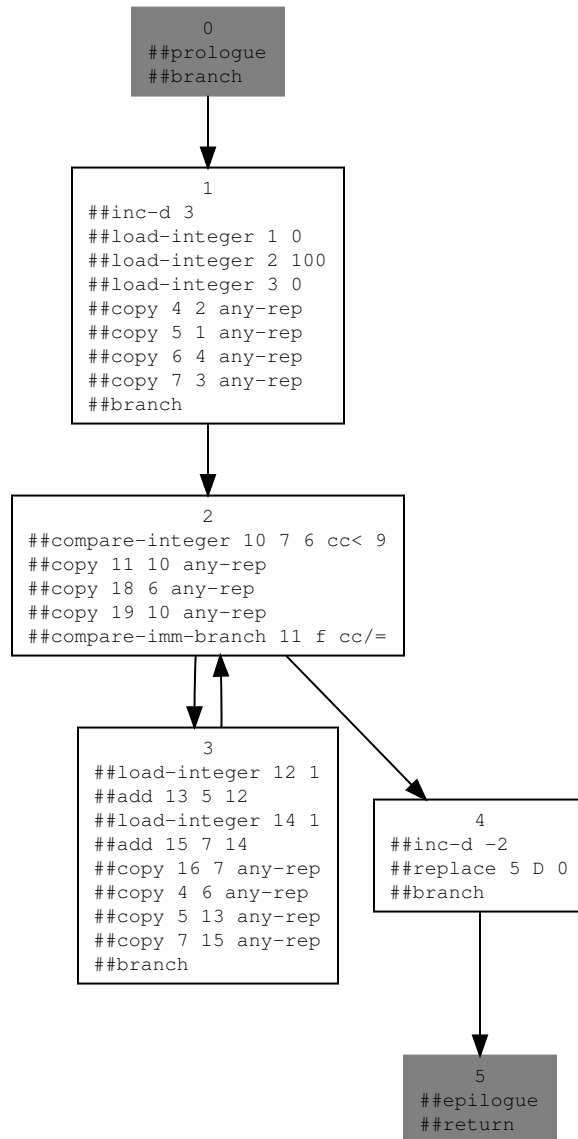 0
##prologue
##branch
1
##inc-d 3
##load-integer 1 0
##load-integer 2 100
##load-integer 3 0
##copy 4 2 any-rep
##copy 5 1 any-rep
##copy 6 4 any-rep
##copy 7 3 any-rep
##branch
2
##compare-integer 10 7 6 cc< 9
##copy 11 10 any-rep
##copy 18 6 any-rep
##copy 19 10 any-rep
##compare-imm-branch 11 f cc/=
3
##load-integer 12 1
##add 13 5 12
##load-integer 14 1
##add 15 7 14
##copy 16 7 any-rep
##copy 4 6 any-rep
##copy 5 13 any-rep
##copy 7 15 any-rep
##branch
4
##inc-d -2
##replace 5 D 0
##branch
5
##epilogue
##return